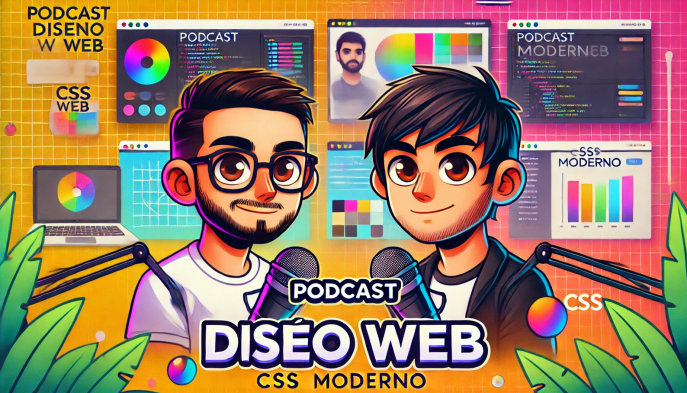 PODCAST
DISENO
W WEB
CSS
WEB
PODCAST
PODCAST
MODERNEB
CSS
MODERNO
CSS
PODCAST
DISÉO WEB
CSS MODERNO